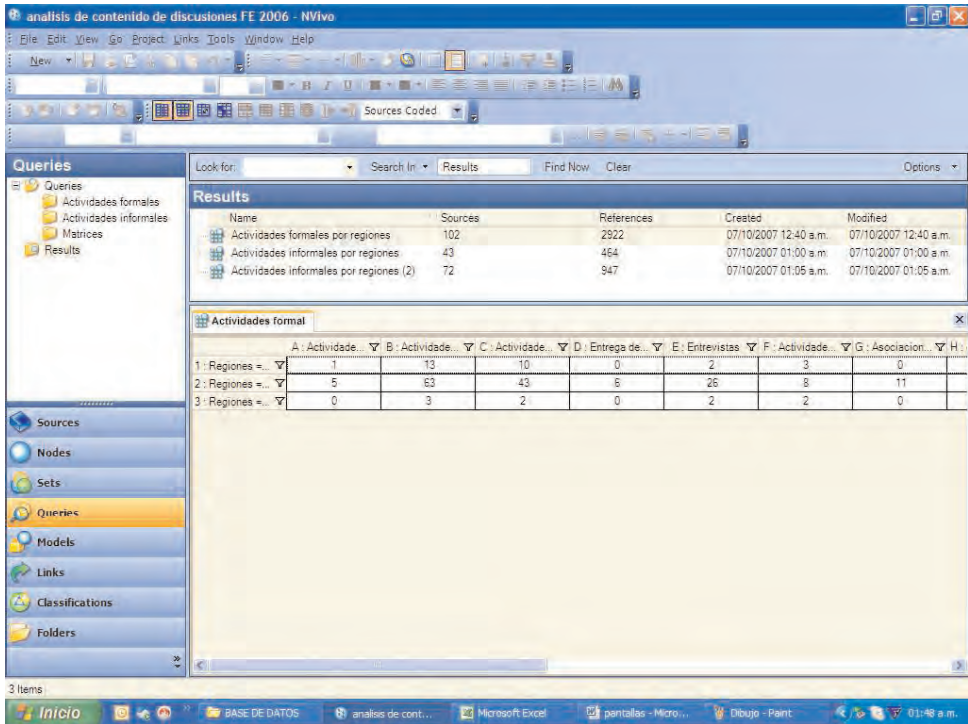 analisis de contenido de discusiones FE 2006 - NVivo
File Edit View Go Project Links Tools Window Help
New
Sources Coded
Queries
Look for: Search In Results Find Now Clear Options
Queries
Actividades formales
Actividades informales
Matrices
Results
Results
Name Sources References Created Modified
Actividades formales por regiones 102 2922 07/10/2007 12:40 a.m. 07/10/2007 12:40 a.m.
Actividades informales por regiones 43 464 07/10/2007 01:00 a.m. 07/10/2007 01:00 a.m.
Actividades informales por regiones (2) 72 947 07/10/2007 01:05 a.m. 07/10/2007 01:05 a.m.
Actividades formal
A : Actividade... B : Actividade... C : Actividade... D : Entrega de... E : Entrevistas F : Actividade... G : Asociacion... H :
1 : Regiones =... 1 13 10 0 2 3 0
2 : Regiones =... 5 63 43 6 26 8 11
3 : Regiones =... 0 3 2 0 2 2 0
Sources
Nodes
Sets
Queries
Models
Links
Classifications
Folders
3 Items
Inicio BASE DE DATOS analisis de cont... Microsoft Excel pantallas - Micro... Dibujo - Paint 01:48 a.m.